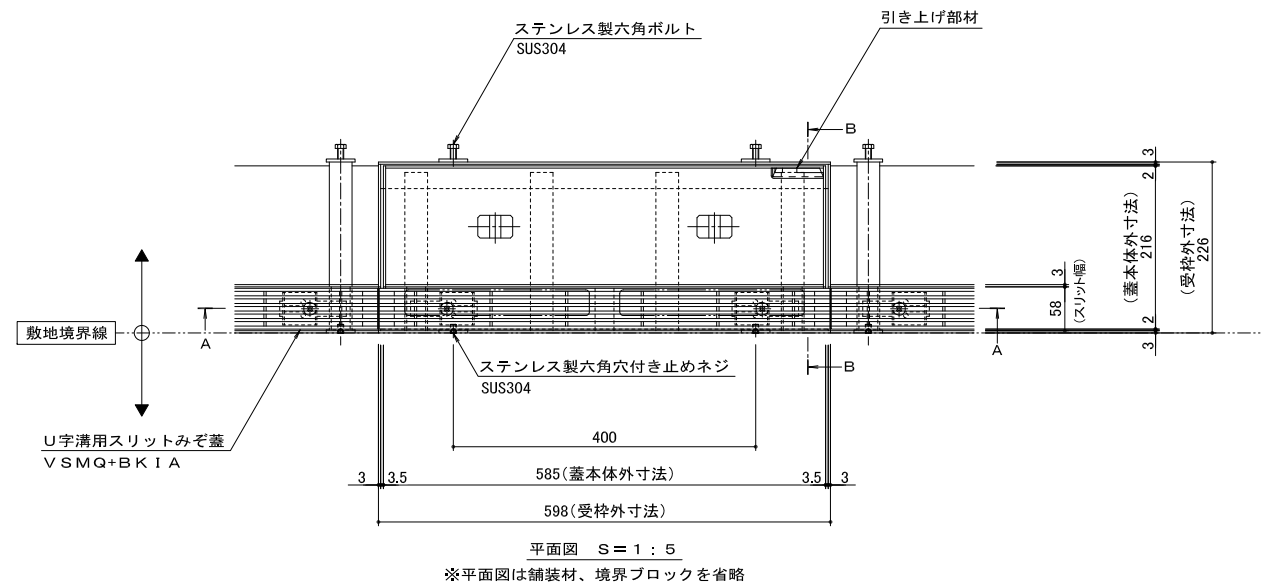 ステンレス製六角ボルト
SUS304
引き上げ部材
B
3
2
(蓋本体外寸法)
216
(受枠外寸法)
226
3
58
(スリット幅)
2
3
敷地境界線
A
A
ステンレス製六角穴付き止めネジ
SUS304
B
U字溝用スリットみぞ蓋
VSMQ+BKIA
400
3
3.5
585(蓋本体外寸法)
3.5
3
598(受枠外寸法)
平面図 S=1:5
※平面図は舗装材、境界ブロックを省略